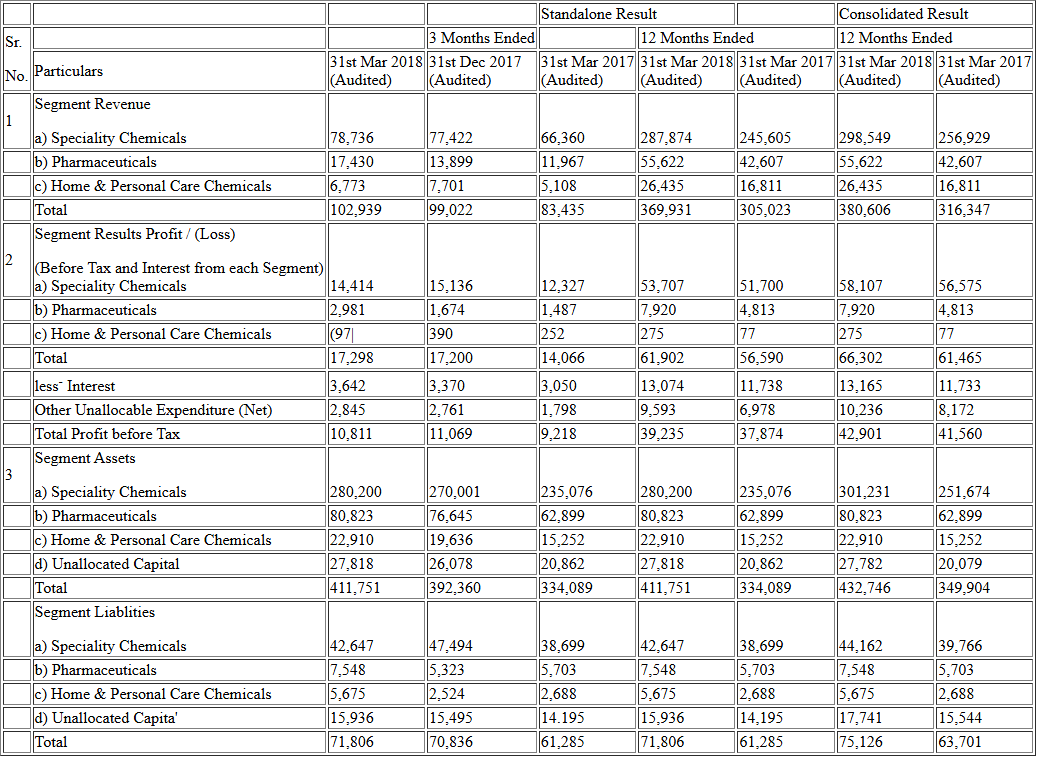 Standalone Result Consolidated Result
Sr. No. 3 Months Ended 12 Months Ended 12 Months Ended
Particulars 31st Mar 2018 (Audited) 31st Dec 2017 (Audited) 31st Mar 2017 (Audited) 31st Mar 2018 (Audited) 31st Mar 2017 (Audited) 31st Mar 2018 (Audited) 31st Mar 2017 (Audited)
Segment Revenue
1
a) Speciality Chemicals 78,736 77,422 66,360 287,874 245,605 298,549 256,929
b) Pharmaceuticals 17,430 13,899 11,967 55,622 42,607 55,622 42,607
c) Home & Personal Care Chemicals 6,773 7,701 5,108 26,435 16,811 26,435 16,811
Total 102,939 99,022 83,435 369,931 305,023 380,606 316,347
Segment Results Profit / (Loss)
2
(Before Tax and Interest from each Segment)
a) Speciality Chemicals 14,414 15,136 12,327 53,707 51,700 58,107 56,575
b) Pharmaceuticals 2,981 1,674 1,487 7,920 4,813 7,920 4,813
c) Home & Personal Care Chemicals (97| 390 252 275 77 275 77
Total 17,298 17,200 14,066 61,902 56,590 66,302 61,465
less¯ Interest 3,642 3,370 3,050 13,074 11,738 13,165 11,733
Other Unallocable Expenditure (Net) 2,845 2,761 1,798 9,593 6,978 10,236 8,172
Total Profit before Tax 10,811 11,069 9,218 39,235 37,874 42,901 41,560
Segment Assets
3
a) Speciality Chemicals 280,200 270,001 235,076 280,200 235,076 301,231 251,674
b) Pharmaceuticals 80,823 76,645 62,899 80,823 62,899 80,823 62,899
c) Home & Personal Care Chemicals 22,910 19,636 15,252 22,910 15,252 22,910 15,252
d) Unallocated Capital 27,818 26,078 20,862 27,818 20,862 27,782 20,079
Total 411,751 392,360 334,089 411,751 334,089 432,746 349,904
Segment Liablities
a) Speciality Chemicals 42,647 47,494 38,699 42,647 38,699 44,162 39,766
b) Pharmaceuticals 7,548 5,323 5,703 7,548 5,703 7,548 5,703
c) Home & Personal Care Chemicals 5,675 2,524 2,688 5,675 2,688 5,675 2,688
d) Unallocated Capita' 15,936 15,495 14.195 15,936 14,195 17,741 15,544
Total 71,806 70,836 61,285 71,806 61,285 75,126 63,701